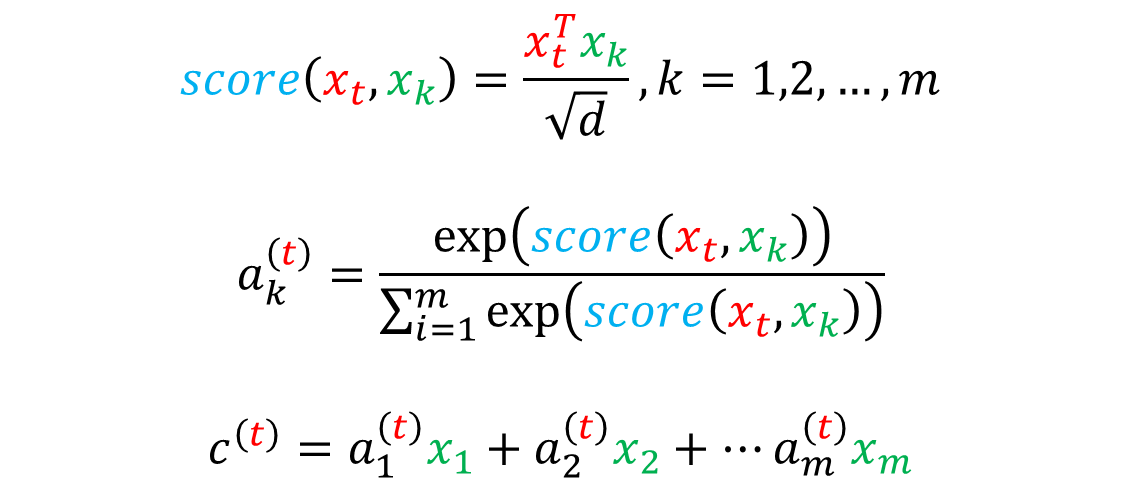 score(x_t, x_k) = x_t^T x_k / √d , k = 1,2, … , m
a_k^(t) = exp(score(x_t, x_k)) / ∑_{i=1}^m exp(score(x_t, x_k))
c^(t) = a_1^(t) x_1 + a_2^(t) x_2 + ⋯ a_m^(t) x_m